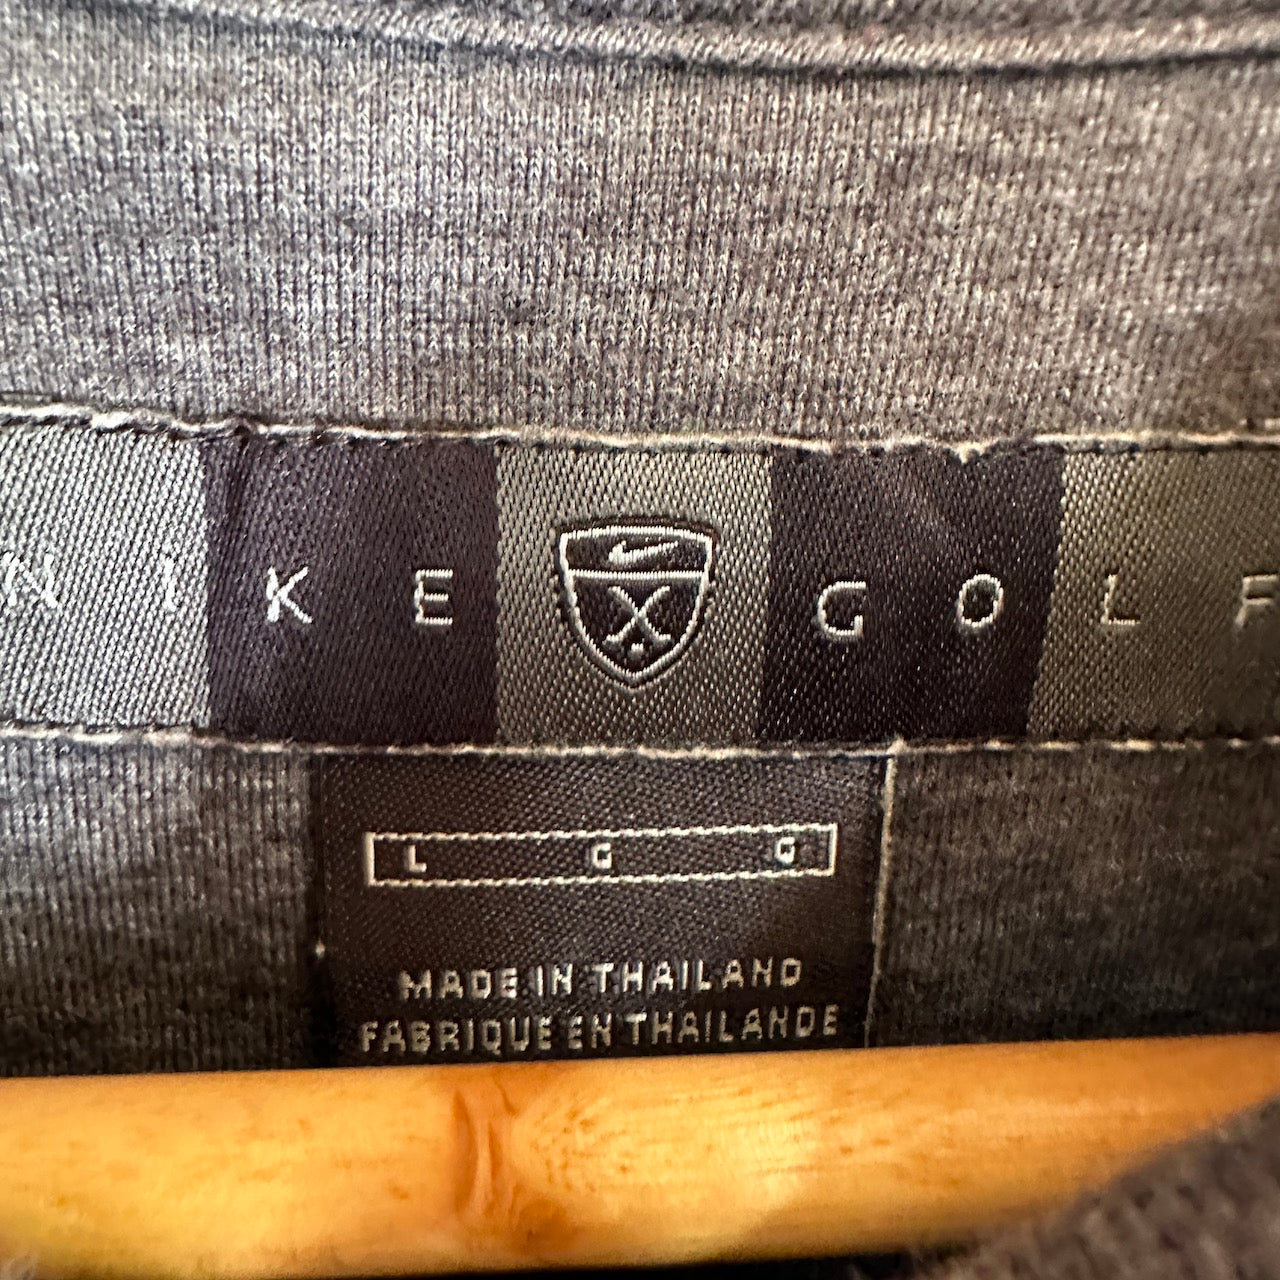 NIKE GOLF
L G G
MADE IN THAILAND
FABRIQUE EN THAILANDE